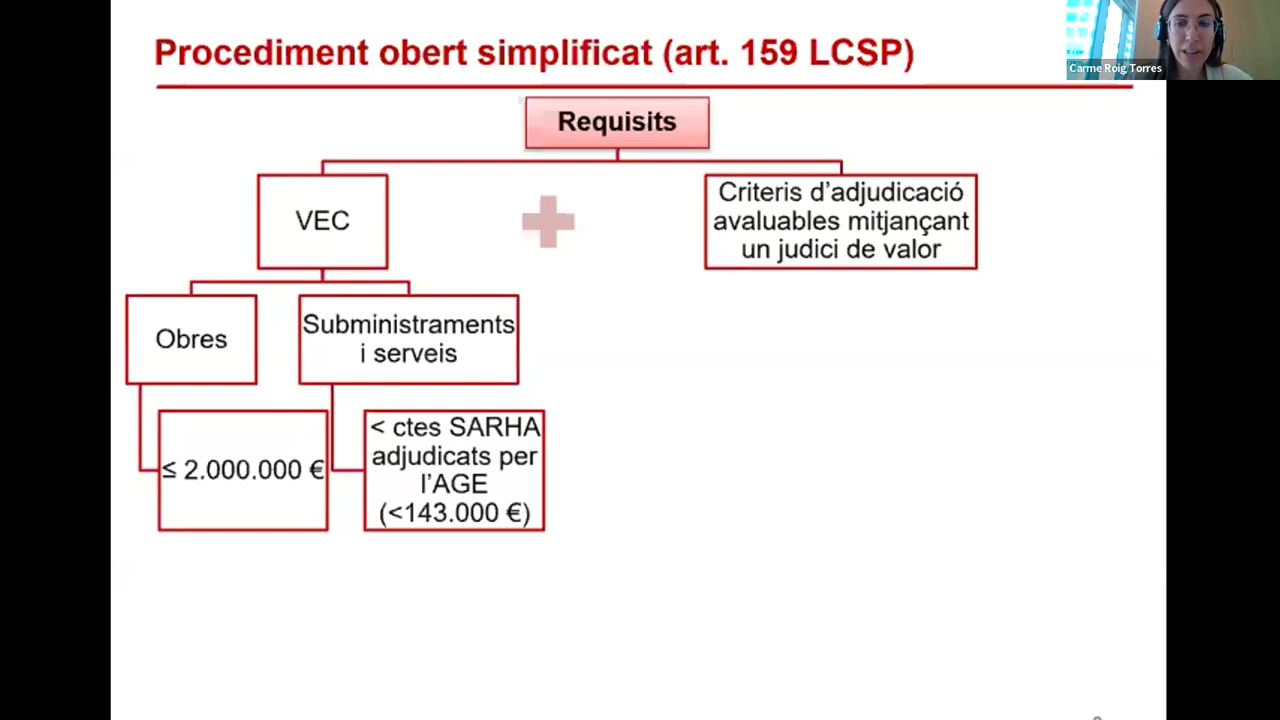 Procediment obert simplificat (art. 159 LCSP)
Carme Roig Torres
Requisits
VEC
Criteris d’adjudicació
avaluables mitjançant
un judici de valor
Obres
Subministraments
i serveis
≤ 2.000.000 €
< ctes SARHA
adjudicats per
l’AGE
(<143.000 €)